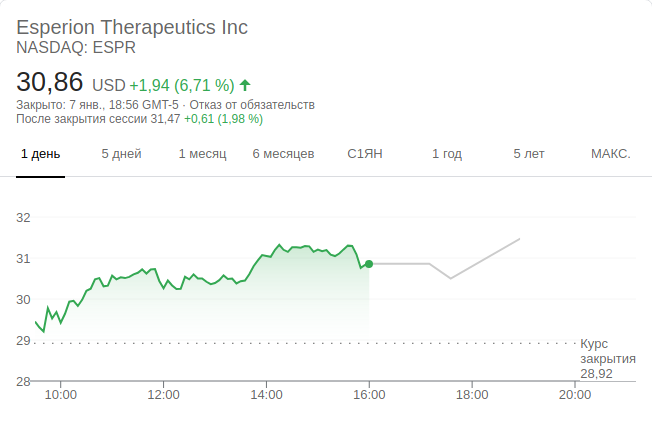 Esperion Therapeutics Inc
NASDAQ: ESPR
30,86 USD +1,94 (6,71 %)
Закрыто: 7 янв., 18:56 GMT-5 · Отказ от обязательств
После закрытия сессии 31,47 +0,61 (1,98 %)
1 день 5 дней 1 месяц 6 месяцев С1ЯН 1 год 5 лет МАКС.
32
31
30
29
28
Курс
закрытия
28,92
10:00 12:00 14:00 16:00 18:00 20:00